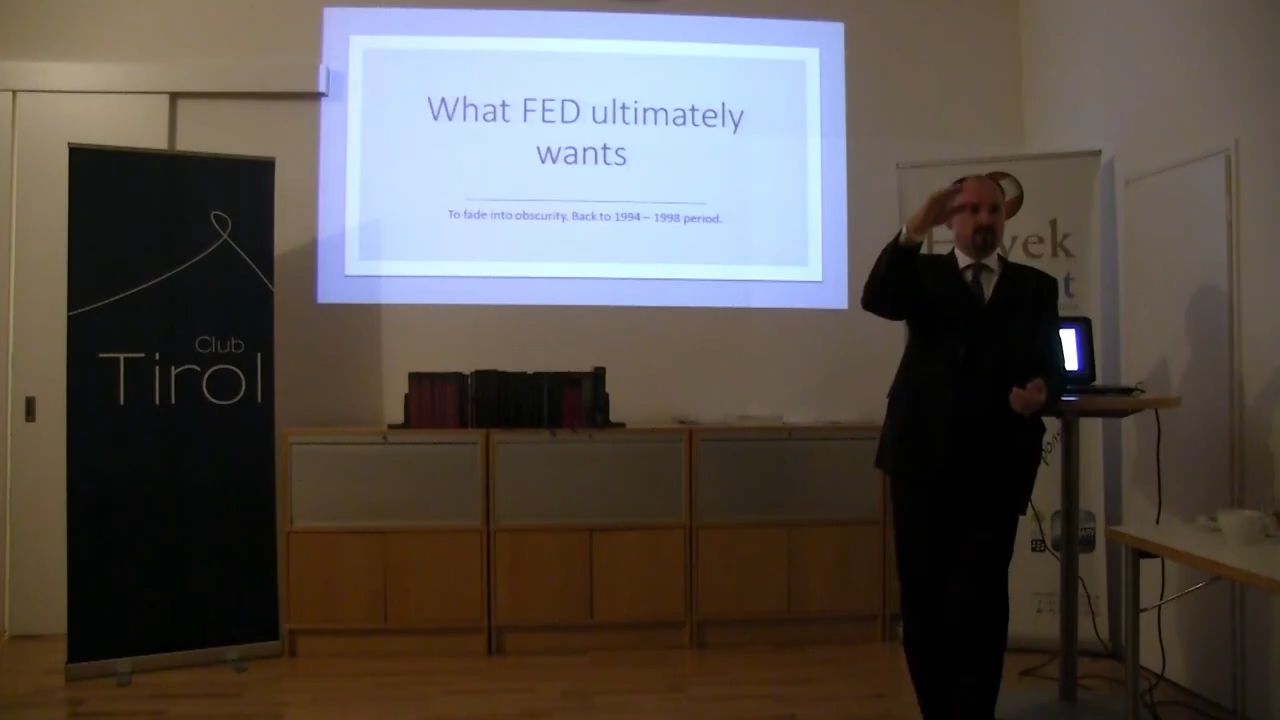 What FED ultimately
wants
To fade into obscurity. Back to 1994 – 1998 period.
Club
Tirol